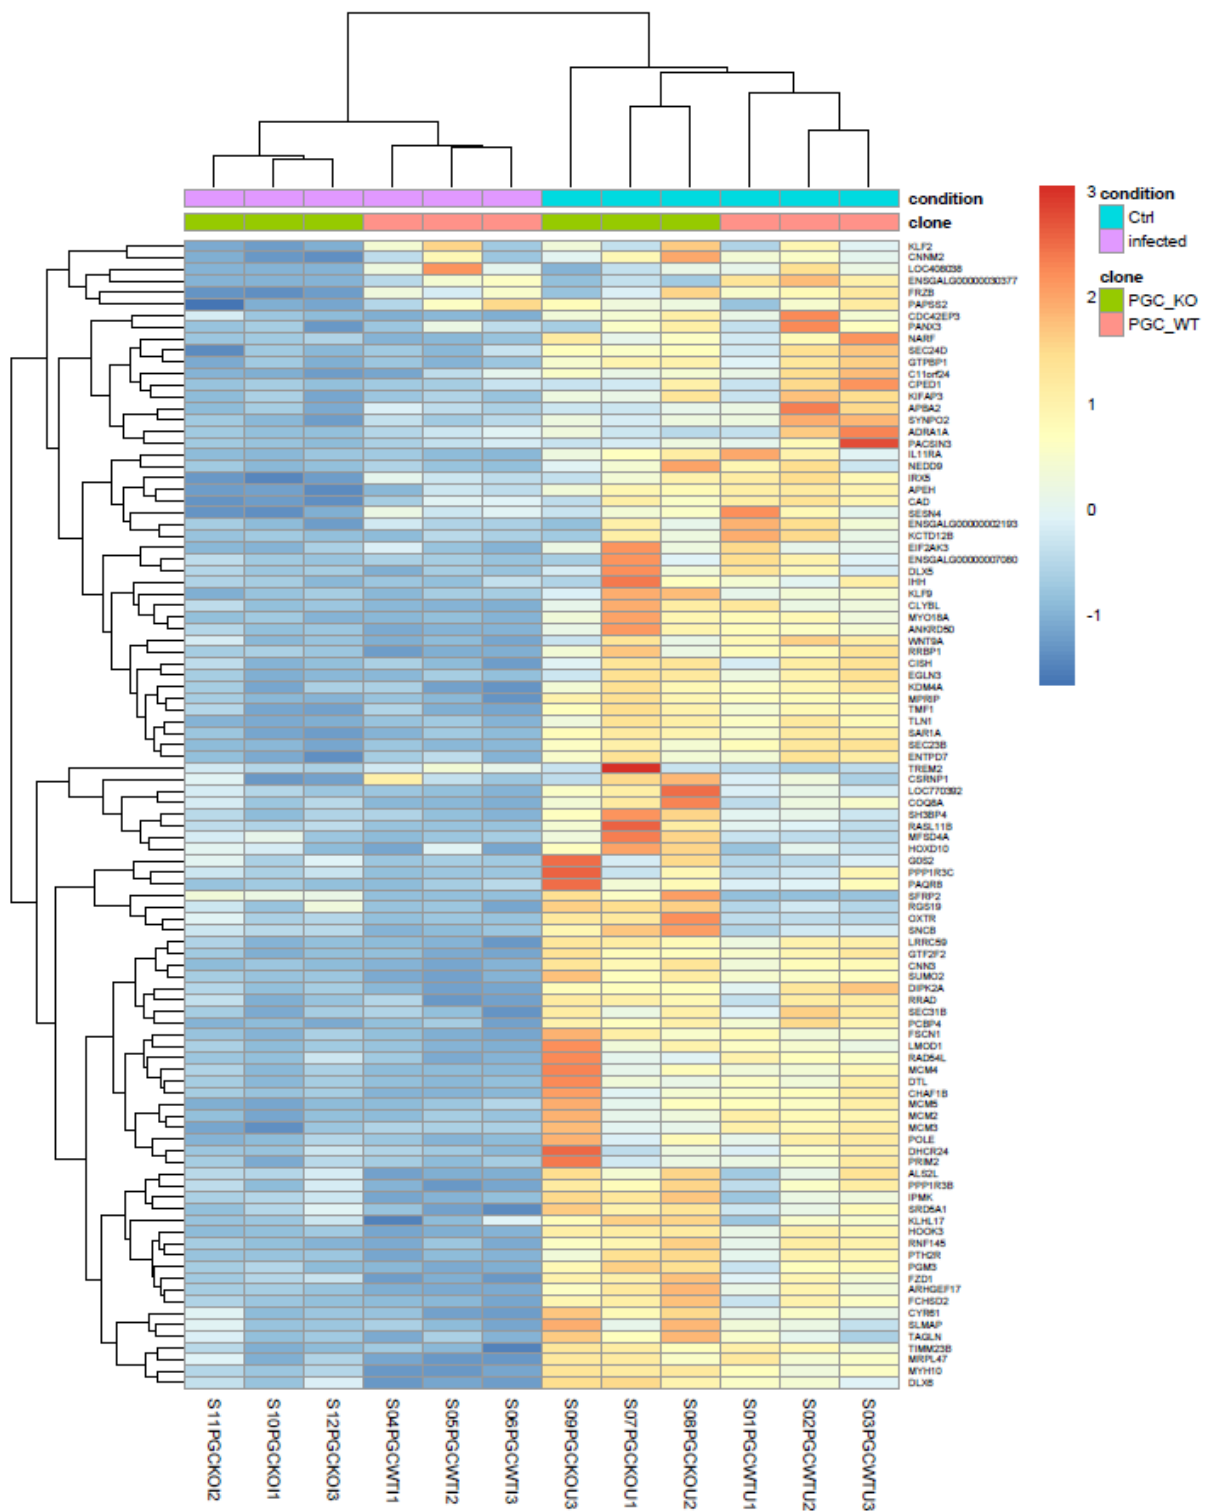 condition
clone
3
2
1
0
-1
condition
Ctrl
infected
clone
PGC_KO
PGC_WT
KLF2
CNNM2
LOC408038
ENSGALG00000030377
FRZB
PAPSS2
CDC42EP3
PANX3
NARF
SEC24D
GTPBP1
C11orf24
CPED1
KIFAP3
APBA2
SYNPO2
ADRA1A
PACSIN3
IL11RA
NEDD9
IRX5
APEH
CAD
SESN4
ENSGALG00000002193
KCTD12B
EIF2AK3
ENSGALG00000007080
DLX5
IHH
KLF9
CLYBL
MYO18A
ANKRD50
WNT9A
RRBP1
CISH
EGLN3
KDM4A
MPRIP
TMF1
TLN1
SAR1A
SEC23B
ENTPD7
TREM2
CSRNP1
LOC770392
COQ8A
SH3BP4
RASL11B
MFSD4A
HOXD10
G0S2
PPP1R3C
PAQR8
SFRP2
RGS19
OXTR
SNCB
LRRC59
GTF2F2
CNN3
SUMO2
DIPK2A
RRAD
SEC31B
PCBP4
FSCN1
LMOD1
RAD54L
MCM4
DTL
CHAF1B
MCM5
MCM2
MCM3
POLE
DHCR24
PRIM2
ALS2L
PPP1R3B
IPMK
SRD5A1
KLHL17
HOOK3
RNF145
PTH2R
PGM3
FZD1
ARHGEF17
FCHSD2
CYR61
SLMAP
TAGLN
TIMM23B
MRPL47
MYH10
DLX6
S11PGCKOI2
S10PGCKOI1
S12PGCKOI3
S04PGCWTI1
S05PGCWTI2
S06PGCWTI3
S09PGCKOU3
S07PGCKOU1
S08PGCKOU2
S01PGCWTU1
S02PGCWTU2
S03PGCWTU3